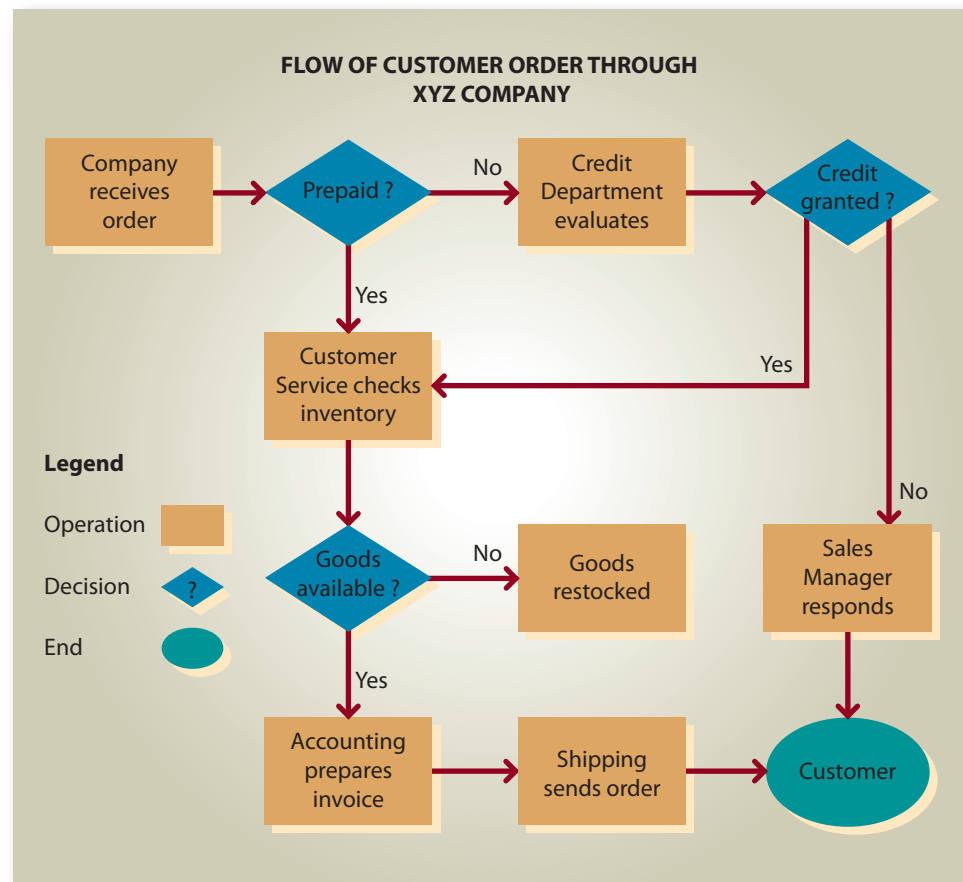 FLOW OF CUSTOMER ORDER THROUGH
XYZ COMPANY
Company
receives
order
Prepaid ?
No
Credit
Department
evaluates
Credit
granted ?
Yes
Customer
Service checks
inventory
Yes
No
Legend
Operation
Decision
?
End
Goods
available ?
No
Goods
restocked
Sales
Manager
responds
Yes
Accounting
prepares
invoice
Shipping
sends order
Customer